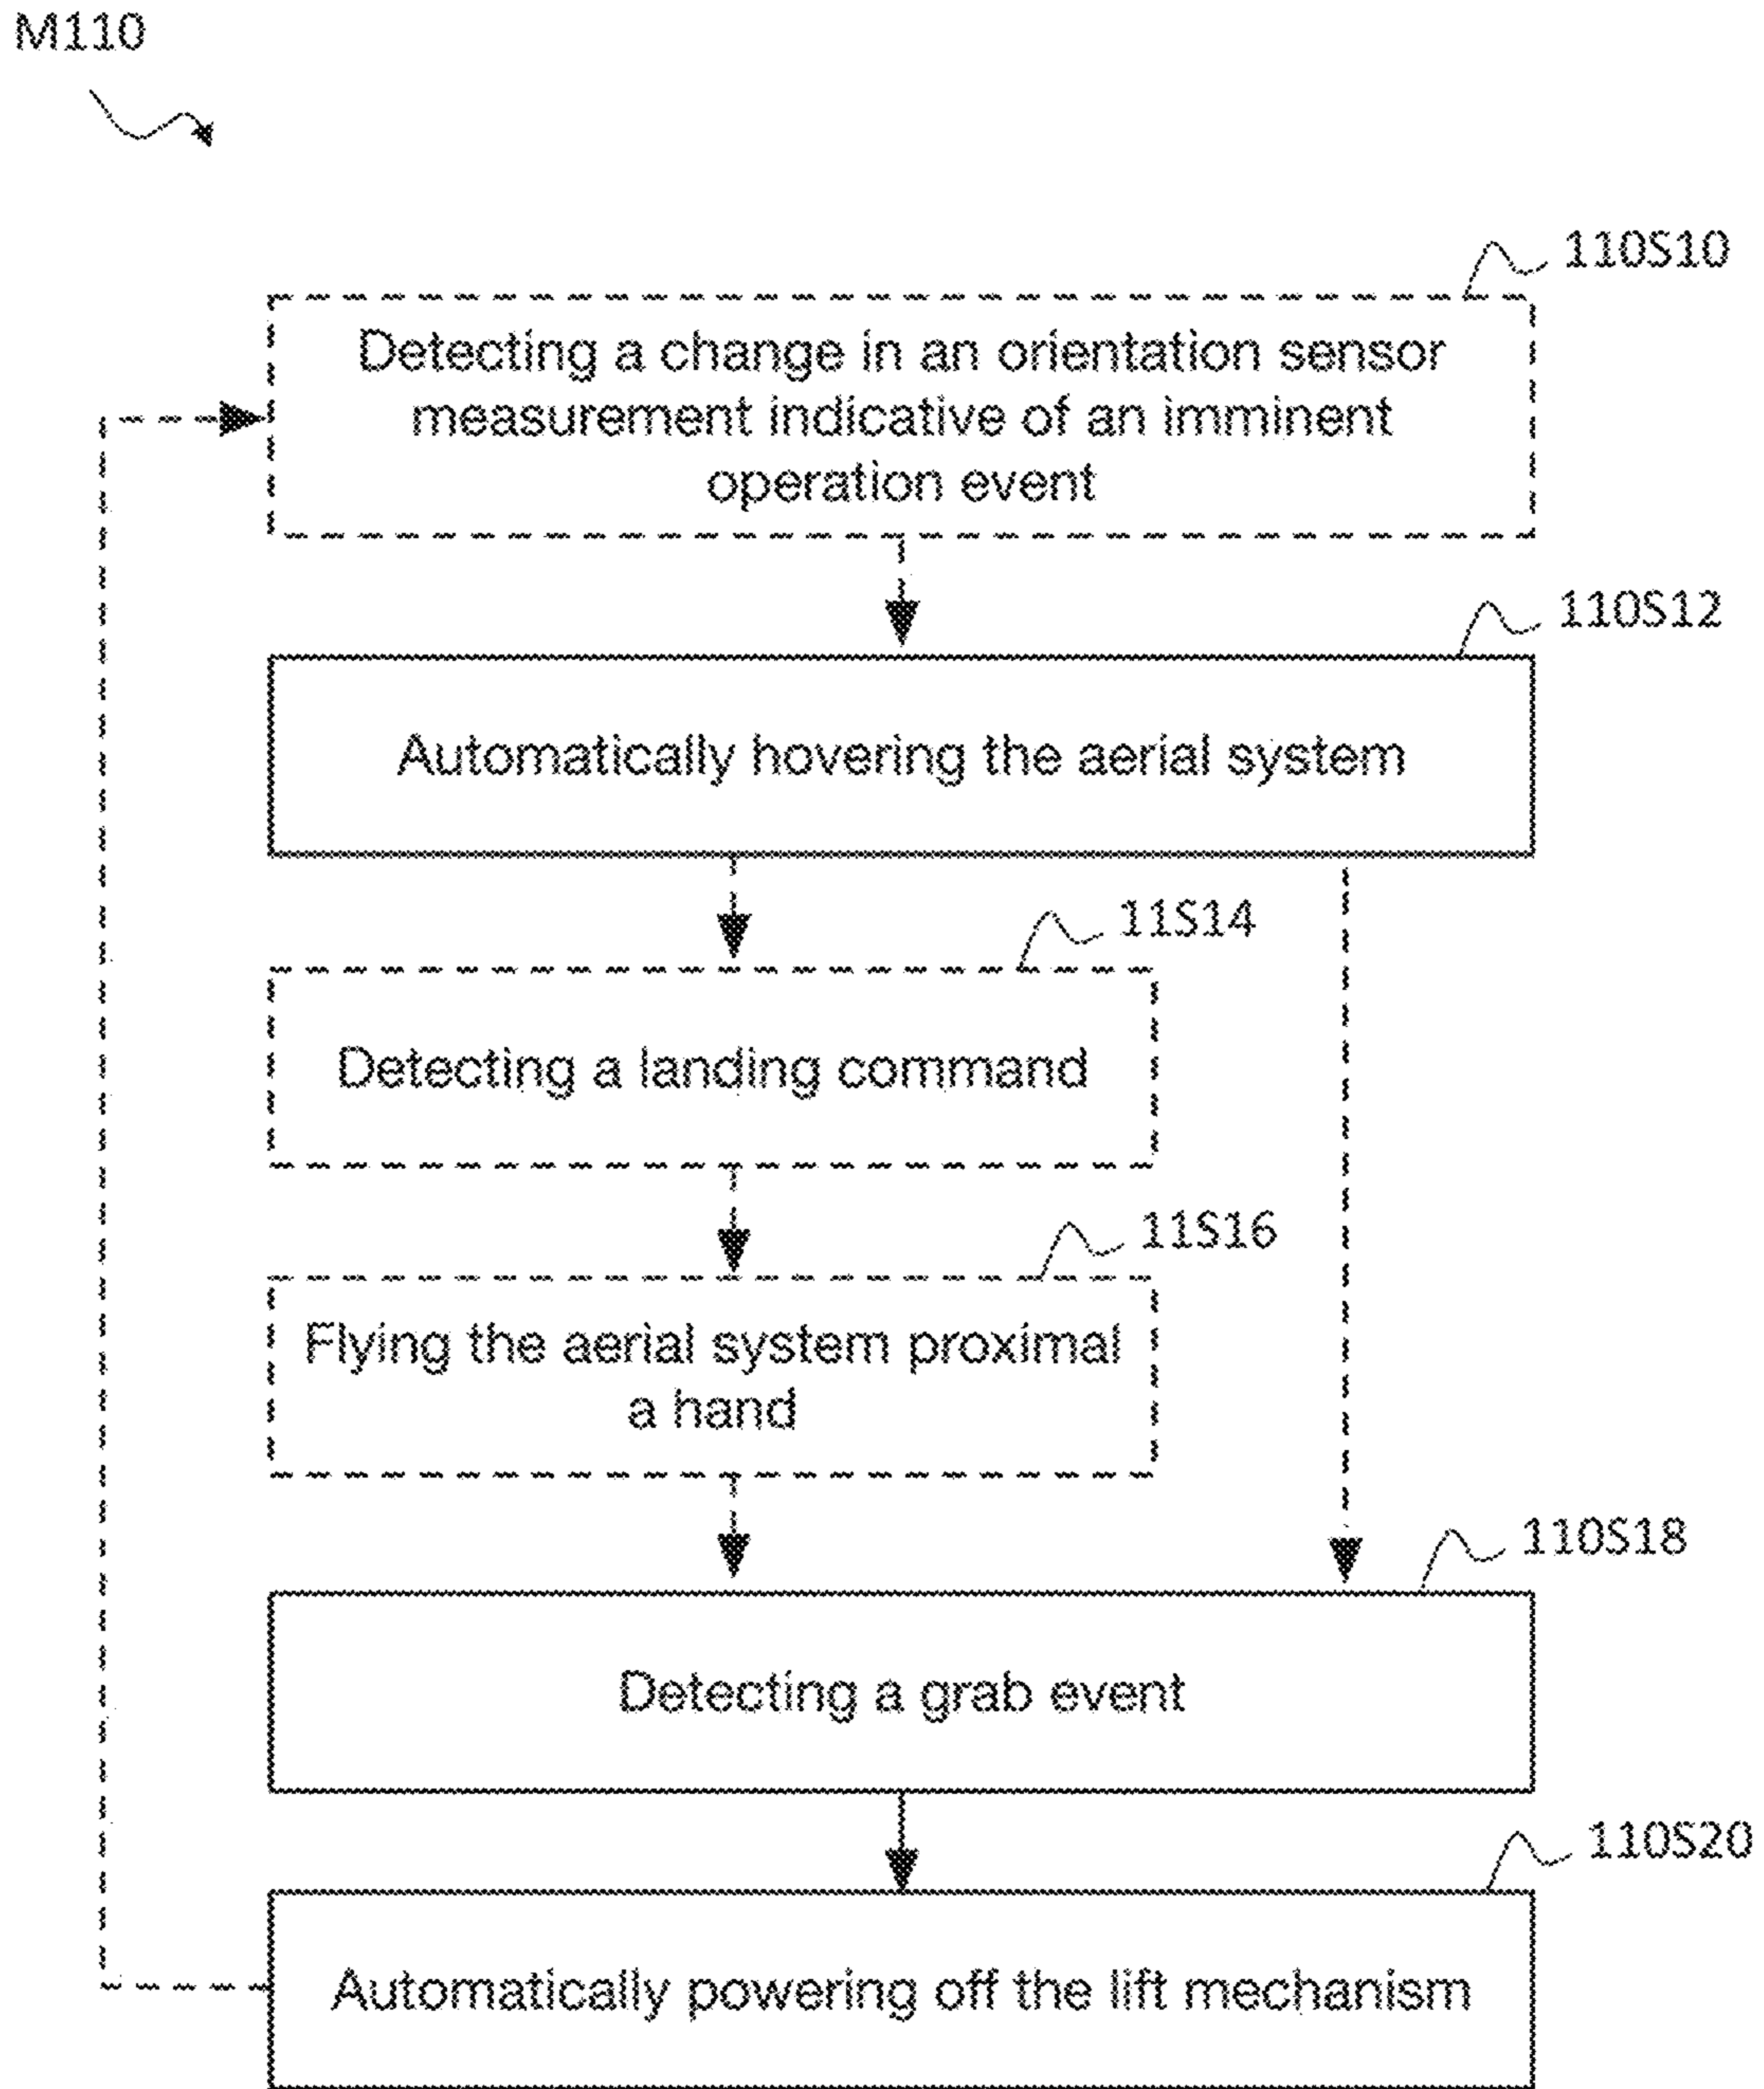 M110
110S10
Detecting a change in an orientation sensor
measurement indicative of an imminent
operation event
110S12
Automatically hovering the aerial system
11S14
Detecting a landing command
11S16
Flying the aerial system proximal
a hand
110S18
Detecting a grab event
110S20
Automatically powering off the lift mechanism